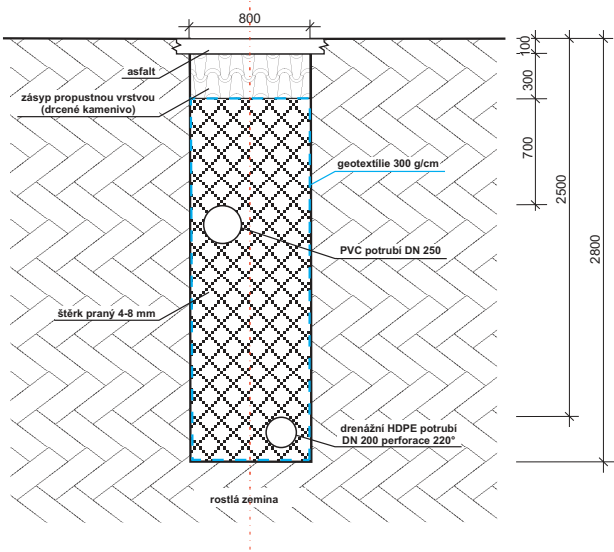 800
100
asfalt
300
zásyp propustnou vrstvou
(drcené kamenivo)
700
geotextilie 300 g/cm
2500
2800
PVC potrubí DN 250
štěrk praný 4-8 mm
drenážní HDPE potrubí
DN 200 perforace 220°
rostlá zemina